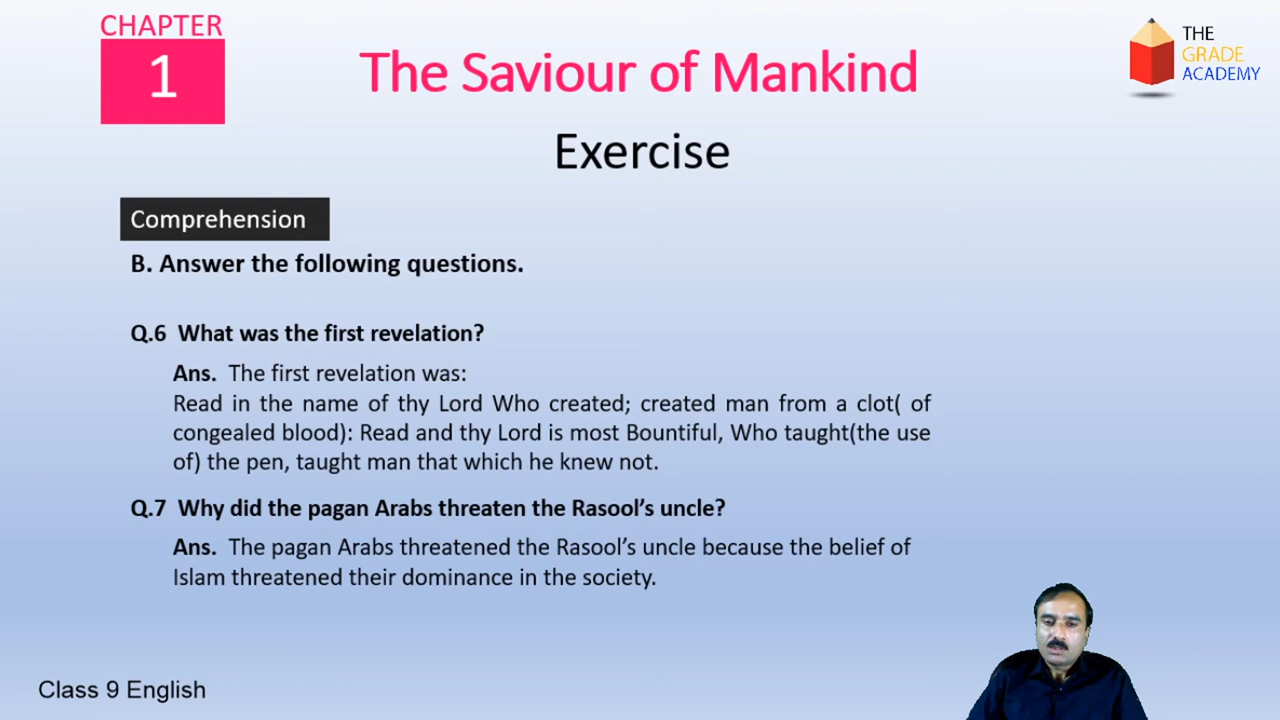 CHAPTER
1
The Saviour of Mankind
THE
GRADE
ACADEMY
Exercise
Comprehension
B. Answer the following questions.
Q.6 What was the first revelation?
Ans. The first revelation was:
Read in the name of thy Lord Who created; created man from a clot( of
congealed blood): Read and thy Lord is most Bountiful, Who taught(the use
of) the pen, taught man that which he knew not.
Q.7 Why did the pagan Arabs threaten the Rasool’s uncle?
Ans. The pagan Arabs threatened the Rasool’s uncle because the belief of
Islam threatened their dominance in the society.
Class 9 English